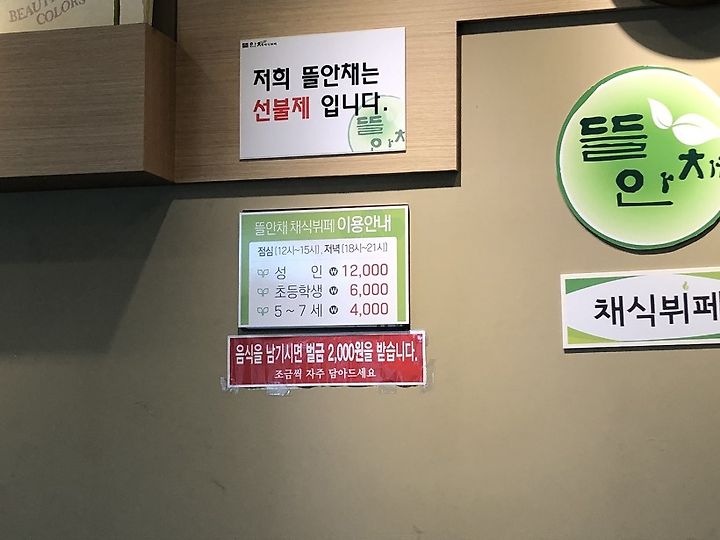 BEAUTI
COLORS
뜰안채
저희 뜰안채는
선불제 입니다.
뜰
안채
뜰안채 채식뷔페 이용안내
점심(12시~15시), 저녁(18시~21시)
성 인 ₩ 12,000
초등학생 ₩ 6,000
5 ~ 7 세 ₩ 4,000
음식을 남기시면 벌금 2,000원을 받습니다.
조금씩 자주 담아드세요
뜰
안채
채식뷔페